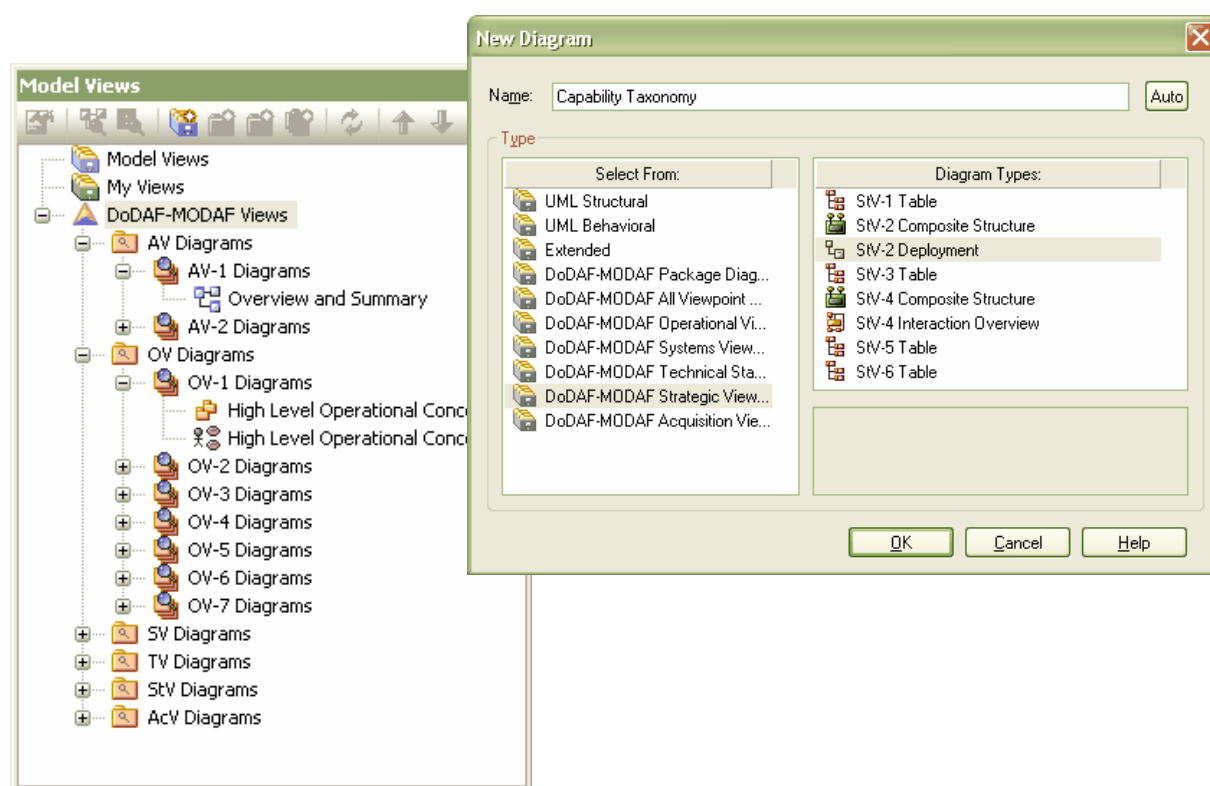 Model Views
Model Views
My Views
DoDAF-MODAF Views
AV Diagrams
AV-1 Diagrams
Overview and Summary
AV-2 Diagrams
OV Diagrams
OV-1 Diagrams
High Level Operational Conc
High Level Operational Conc
OV-2 Diagrams
OV-3 Diagrams
OV-4 Diagrams
OV-5 Diagrams
OV-6 Diagrams
OV-7 Diagrams
SV Diagrams
TV Diagrams
StV Diagrams
AcV Diagrams
New Diagram
Name: Capability Taxonomy Auto
Type
Select From:
UML Structural
UML Behavioral
Extended
DoDAF-MODAF Package Diag...
DoDAF-MODAF All Viewpoint ...
DoDAF-MODAF Operational Vi...
DoDAF-MODAF Systems View...
DoDAF-MODAF Technical Sta...
DoDAF-MODAF Strategic View...
DoDAF-MODAF Acquisition Vie...
Diagram Types:
StV-1 Table
StV-2 Composite Structure
StV-2 Deployment
StV-3 Table
StV-4 Composite Structure
StV-4 Interaction Overview
StV-5 Table
StV-6 Table
OK Cancel Help